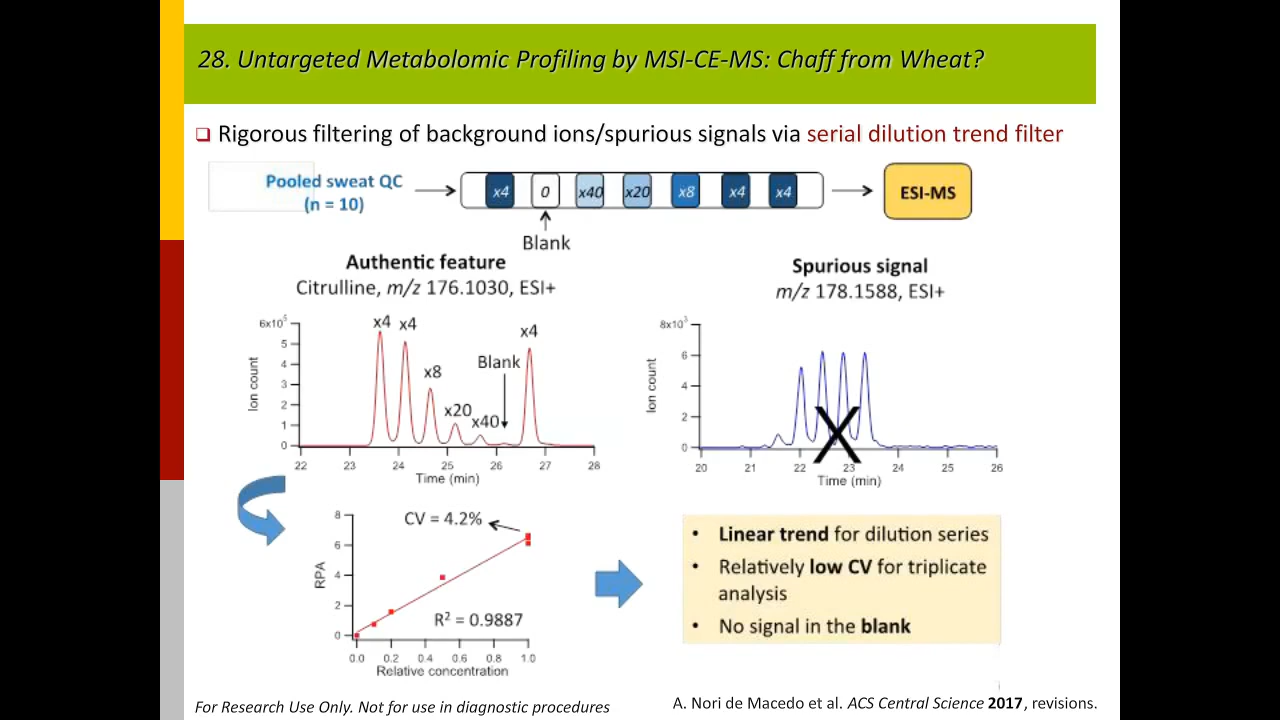 28. Untargeted Metabolomic Profiling by MSI-CE-MS: Chaff from Wheat?
Rigorous filtering of background ions/spurious signals via serial dilution trend filter
Pooled sweat QC
(n = 10)
x4 0 x40 x20 x8 x4 x4
ESI-MS
Blank
Authentic feature
Citrulline, m/z 176.1030, ESI+
6x10⁵
5
4
3
2
1
0
Ion count
x4 x4
x8
x20
x40
Blank
x4
22 23 24 25 26 27 28
Time (min)
Spurious signal
m/z 178.1588, ESI+
8x10³
6
4
2
0
Ion count
X
20 21 22 23 24 25 26
Time (min)
8
6
4
2
0
RPA
CV = 4.2%
R² = 0.9887
0.0 0.2 0.4 0.6 0.8 1.0
Relative concentration
• Linear trend for dilution series
• Relatively low CV for triplicate
analysis
• No signal in the blank
For Research Use Only. Not for use in diagnostic procedures
A. Nori de Macedo et al. ACS Central Science 2017, revisions.